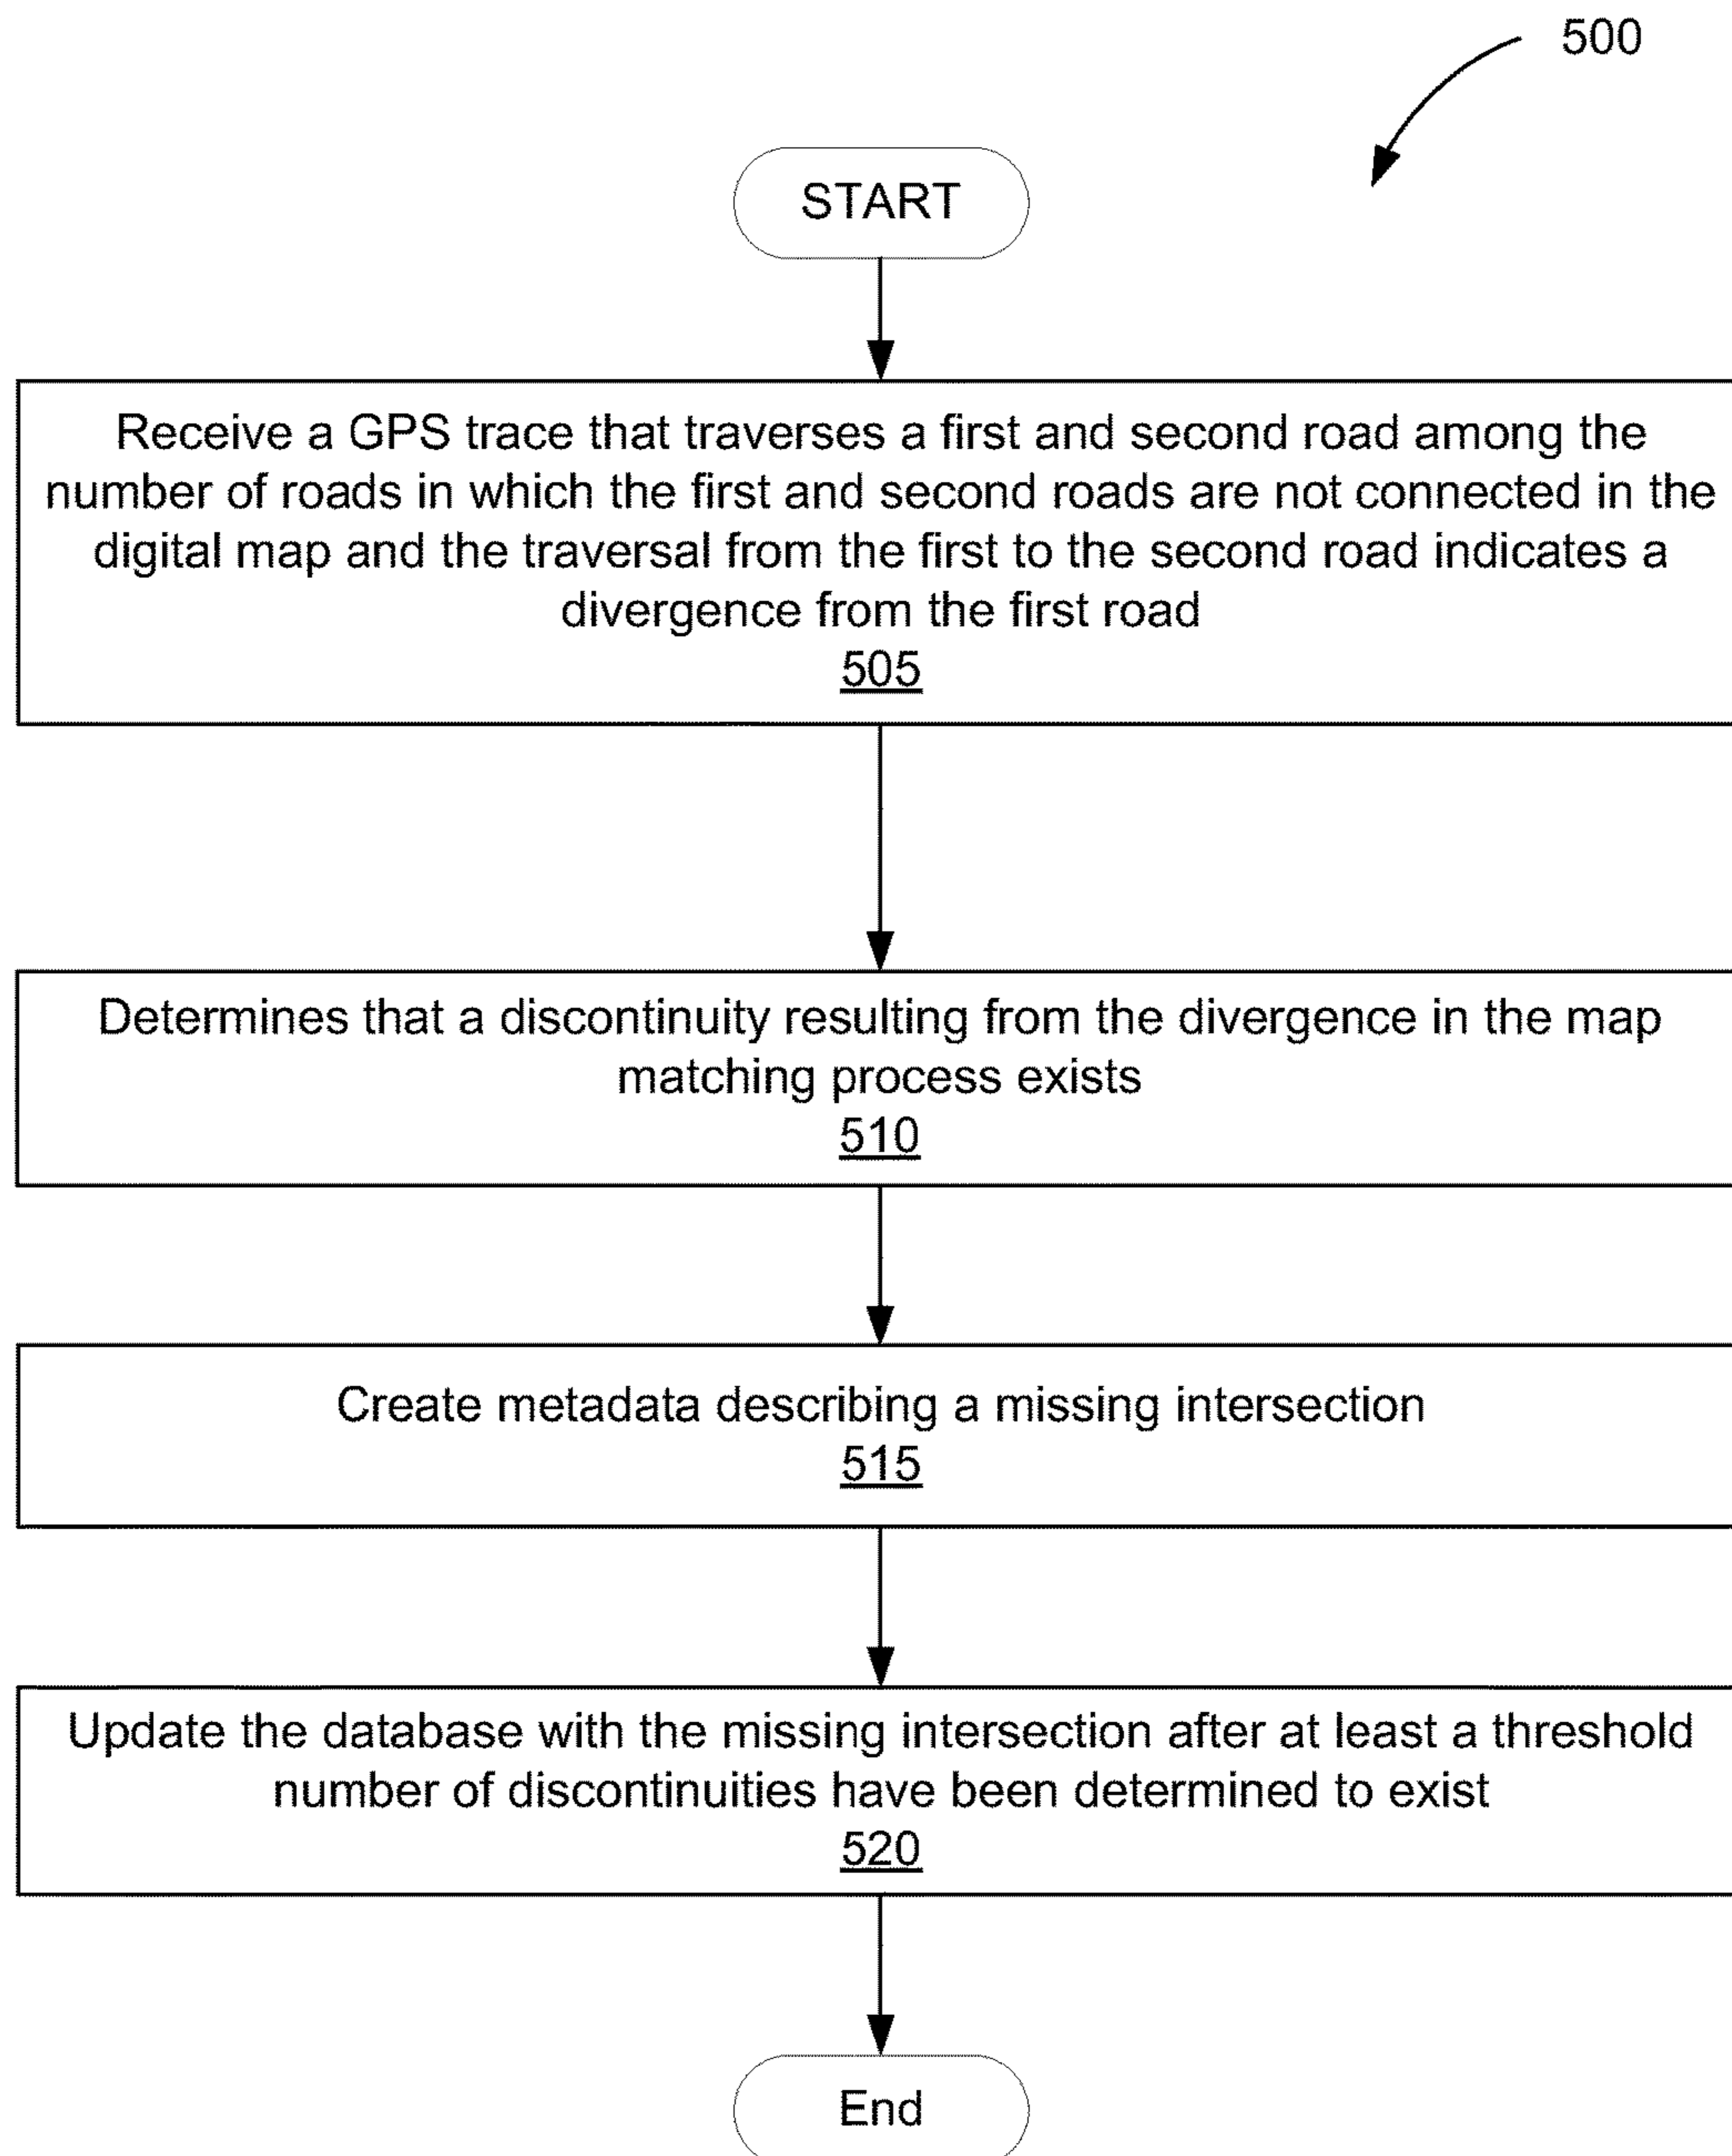 500
START
Receive a GPS trace that traverses a first and second road among the
number of roads in which the first and second roads are not connected in the
digital map and the traversal from the first to the second road indicates a
divergence from the first road
505
Determines that a discontinuity resulting from the divergence in the map
matching process exists
510
Create metadata describing a missing intersection
515
Update the database with the missing intersection after at least a threshold
number of discontinuities have been determined to exist
520
End